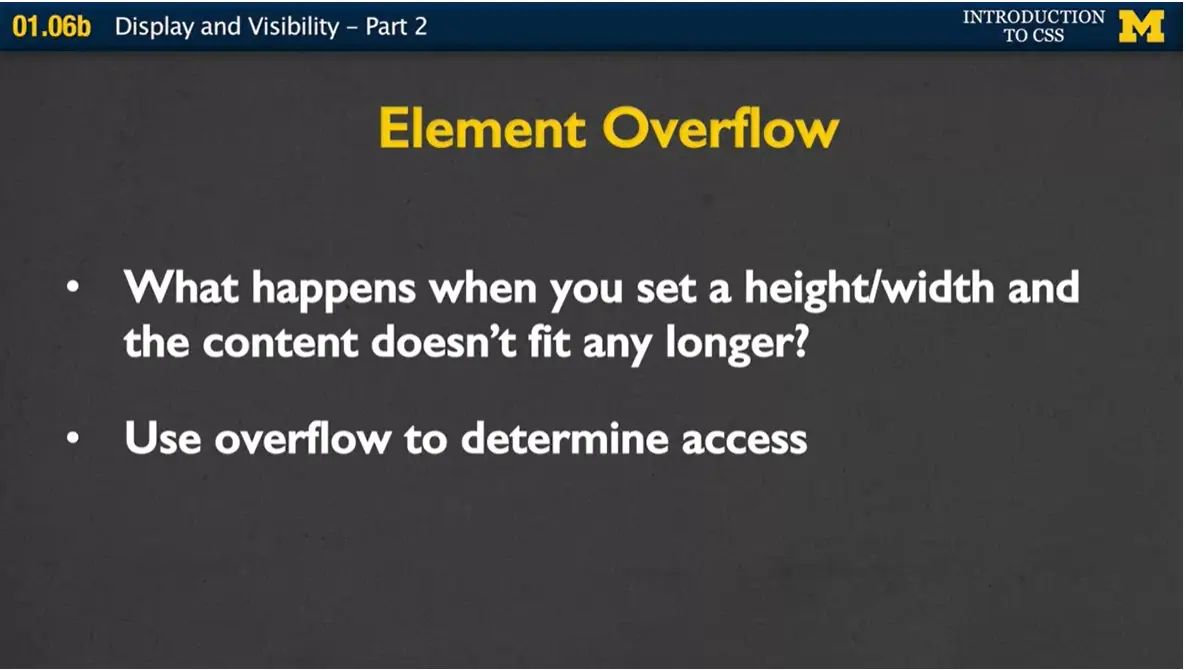 01.06b Display and Visibility – Part 2
INTRODUCTION
TO CSS
M
Element Overflow
• What happens when you set a height/width and
the content doesn’t fit any longer?
• Use overflow to determine access